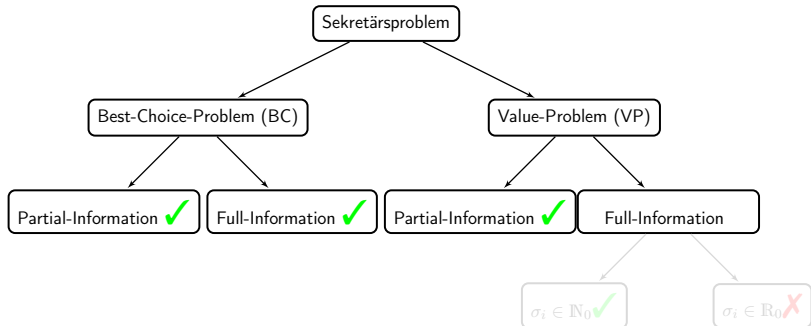 Sekretärsproblem
Best-Choice-Problem (BC)
Value-Problem (VP)
Partial-Information ✓
Full-Information ✓
Partial-Information ✓
Full-Information
σᵢ ∈ ℕ₀ ✓
σᵢ ∈ ℝ₀ ✗